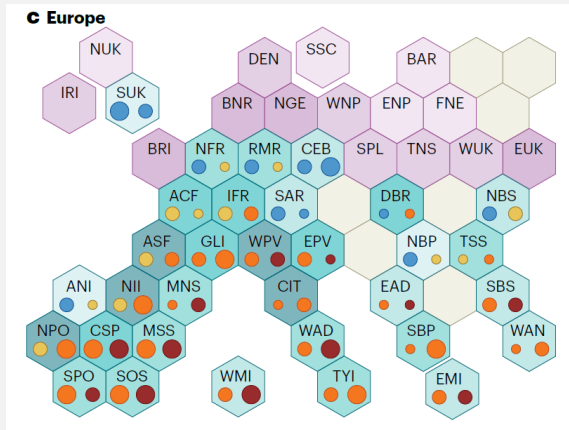 C Europe
NUK SSC
DEN BAR
IRI SUK
BNR NGE WNP ENP FNE
BRI NFR RMR CEB SPL TNS WUK EUK
ACF IFR SAR DBR NBS
ASF GLI WPV EPV NBP TSS
ANI NII MNS CIT EAD SBS
NPO CSP MSS WAD SBP WAN
SPO SOS WMI TYI EMI